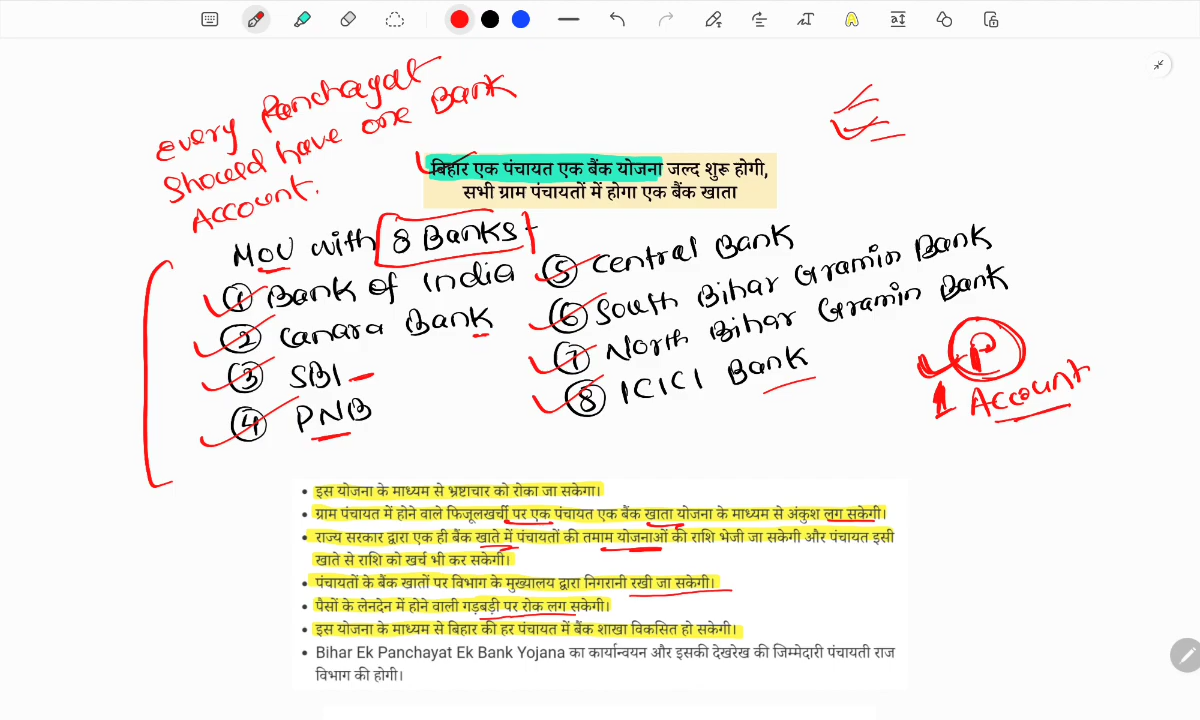 Every Panchayat
Should have one Bank
Account.
बिहार एक पंचायत एक बैंक योजना जल्द शुरू होगी,
सभी ग्राम पंचायतों में होगा एक बैंक खाता
MOU with 8 Banks-
① Bank of India
② Canara Bank
③ SBI
④ PNB
⑤ Central Bank
⑥ South Bihar Gramin Bank
⑦ North Bihar Gramin Bank
⑧ ICICI Bank
P
1 Account
• इस योजना के माध्यम से भ्रष्टाचार को रोका जा सकेगा।
• ग्राम पंचायत में होने वाले फिजूलखर्ची पर एक पंचायत एक बैंक खाता योजना के माध्यम से अंकुश लग सकेगी।
• राज्य सरकार द्वारा एक ही बैंक खाते में पंचायतों की तमाम योजनाओं की राशि भेजी जा सकेगी और पंचायत इसी
खाते से राशि को खर्च भी कर सकेगी।
• पंचायतों के बैंक खातों पर विभाग के मुख्यालय द्वारा निगरानी रखी जा सकेगी।
• पैसों के लेनदेन में होने वाली गड़बड़ी पर रोक लग सकेगी।
• इस योजना के माध्यम से बिहार की हर पंचायत में बैंक शाखा विकसित हो सकेगी।
• Bihar Ek Panchayat Ek Bank Yojana का कार्यान्वयन और इसकी देखरेख की जिम्मेदारी पंचायती राज
विभाग की होगी।